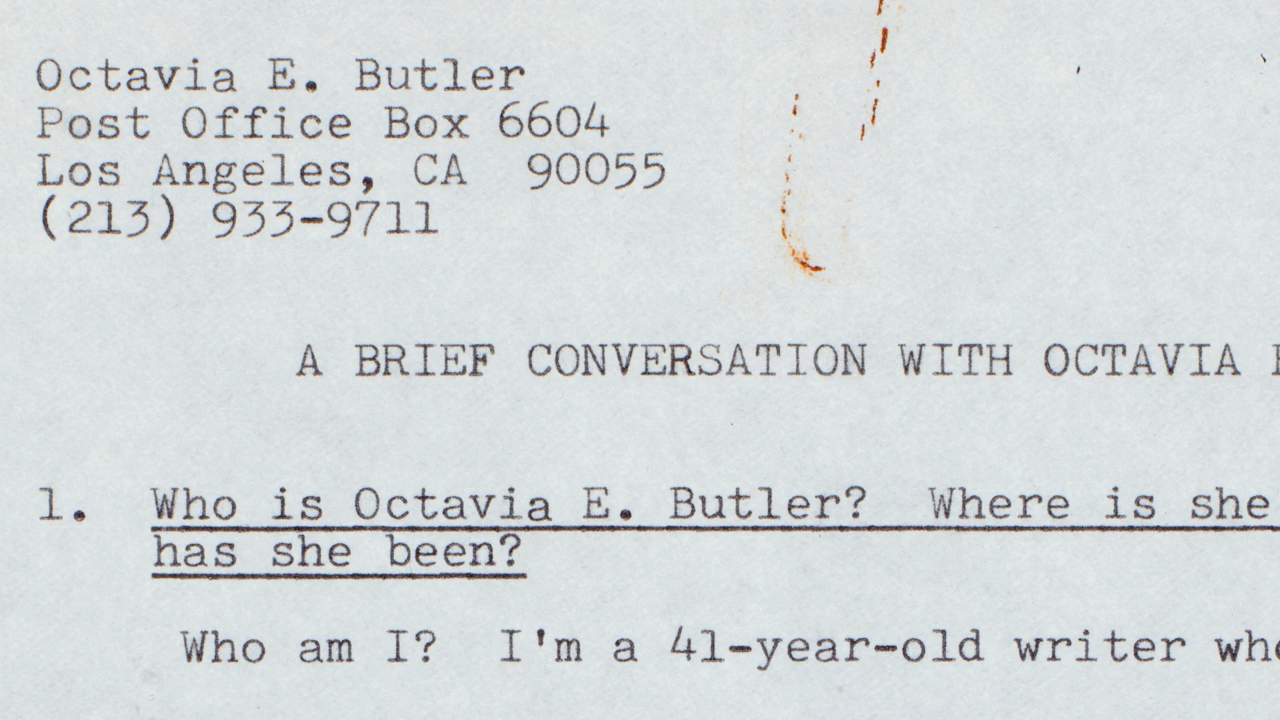 Octavia E. Butler
Post Office Box 6604
Los Angeles, CA  90055
(213) 933-9711
A BRIEF CONVERSATION WITH OCTAVIA
1.  Who is Octavia E. Butler?  Where is she
has she been?
Who am I?  I'm a 41-year-old writer